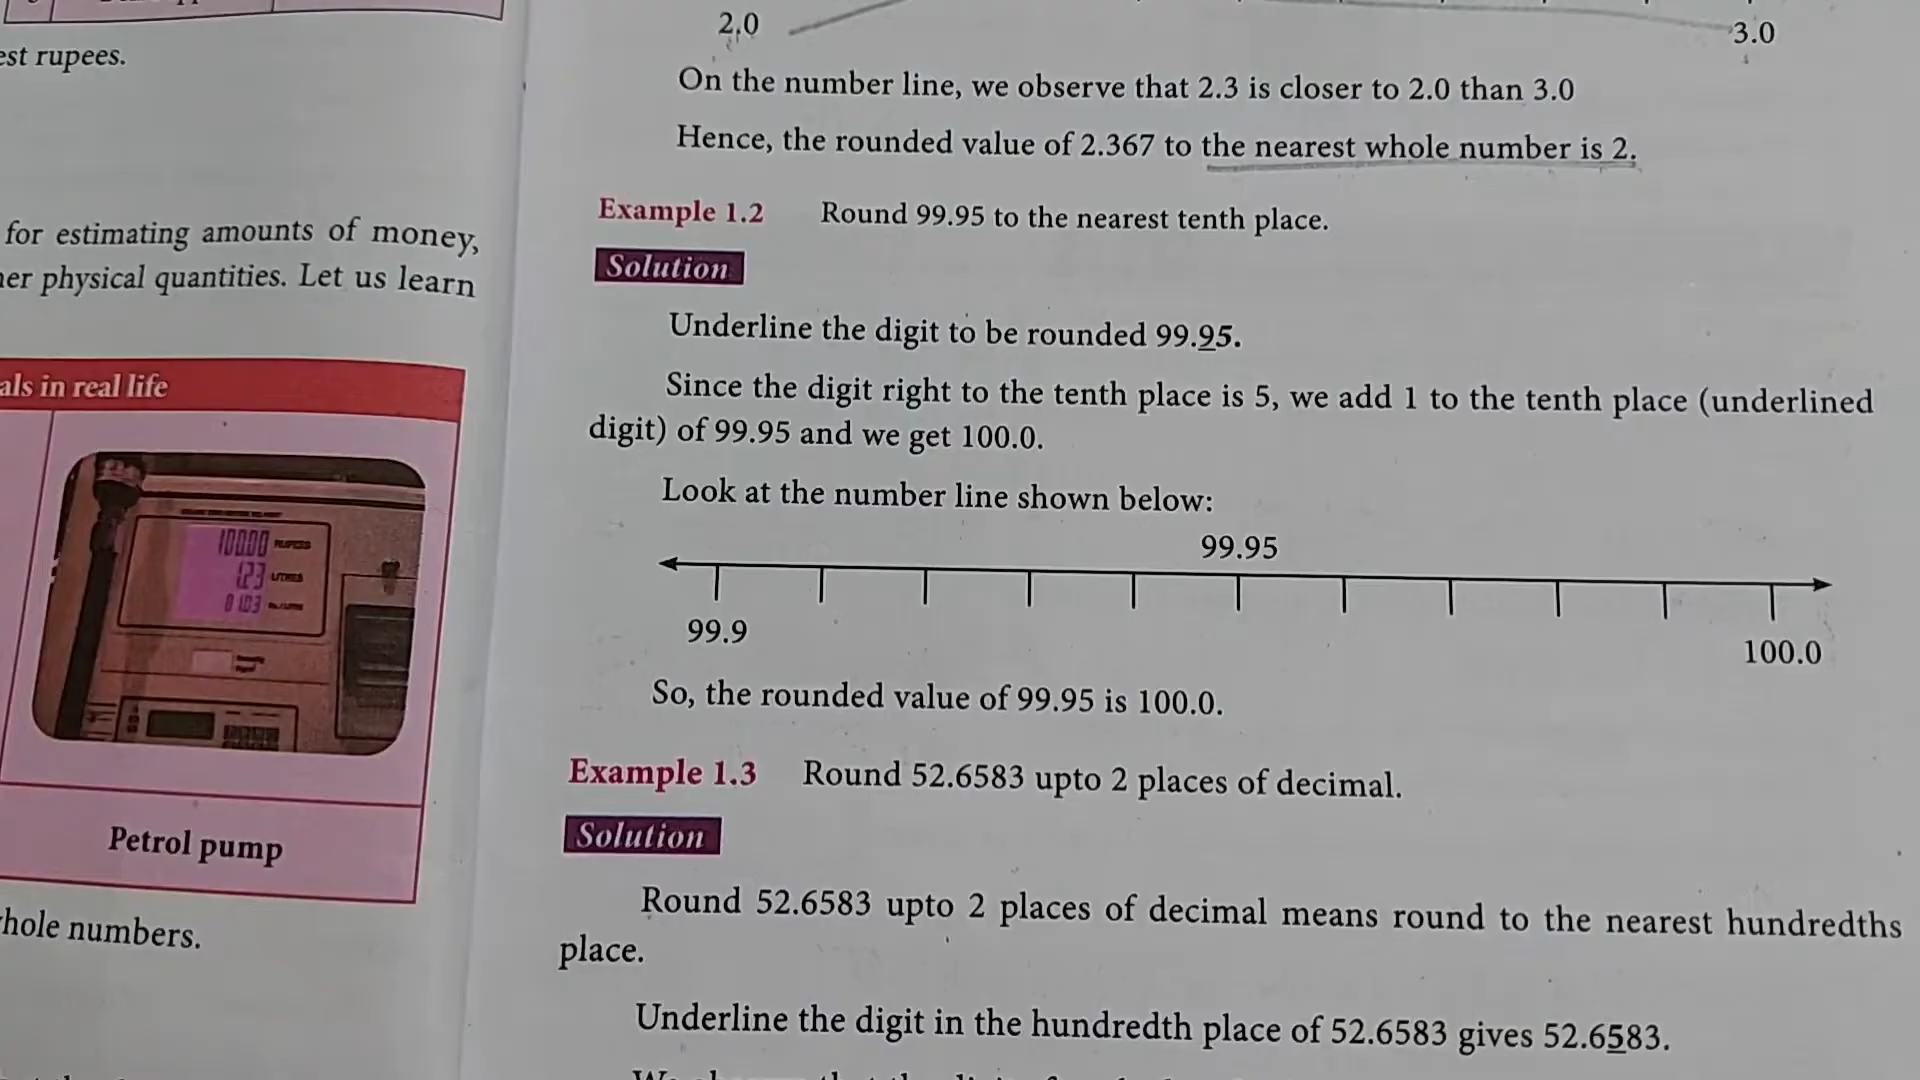 est rupees.
for estimating amounts of money,
er physical quantities. Let us learn
als in real life
100.00 RUPEES
1.23 LITRES
81.03
Petrol pump
hole numbers.
2.0 3.0
On the number line, we observe that 2.3 is closer to 2.0 than 3.0
Hence, the rounded value of 2.367 to the nearest whole number is 2.
Example 1.2 Round 99.95 to the nearest tenth place.
Solution
Underline the digit to be rounded 99.95.
Since the digit right to the tenth place is 5, we add 1 to the tenth place (underlined
digit) of 99.95 and we get 100.0.
Look at the number line shown below:
99.95
99.9 100.0
So, the rounded value of 99.95 is 100.0.
Example 1.3 Round 52.6583 upto 2 places of decimal.
Solution
Round 52.6583 upto 2 places of decimal means round to the nearest hundredths
place.
Underline the digit in the hundredth place of 52.6583 gives 52.6583.